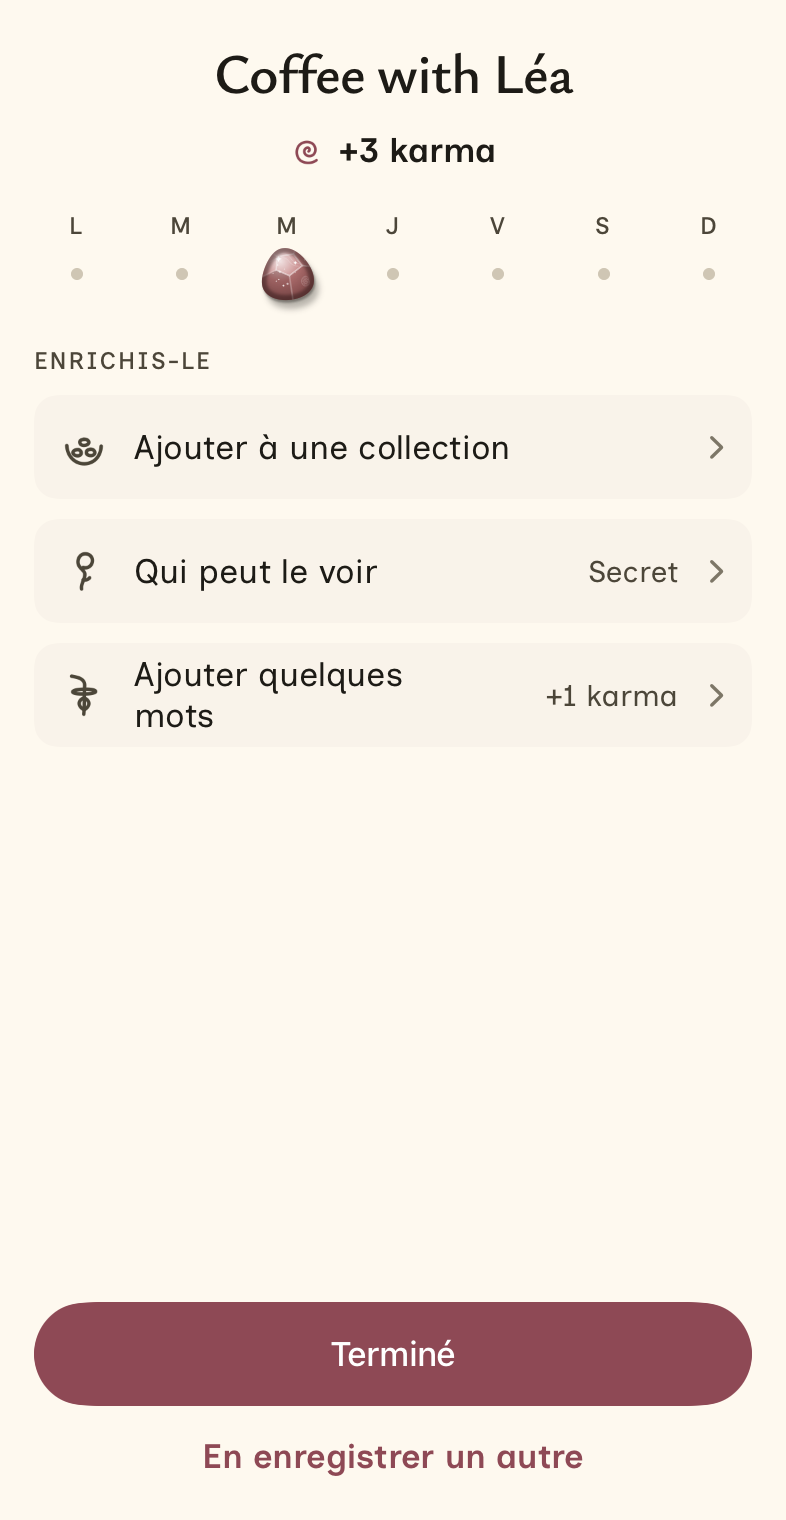 Coffee with Léa
+3 karma
L M M J V S D
ENRICHIS-LE
Ajouter à une collection
Qui peut le voir Secret
Ajouter quelques
mots
+1 karma
Terminé
En enregistrer un autre